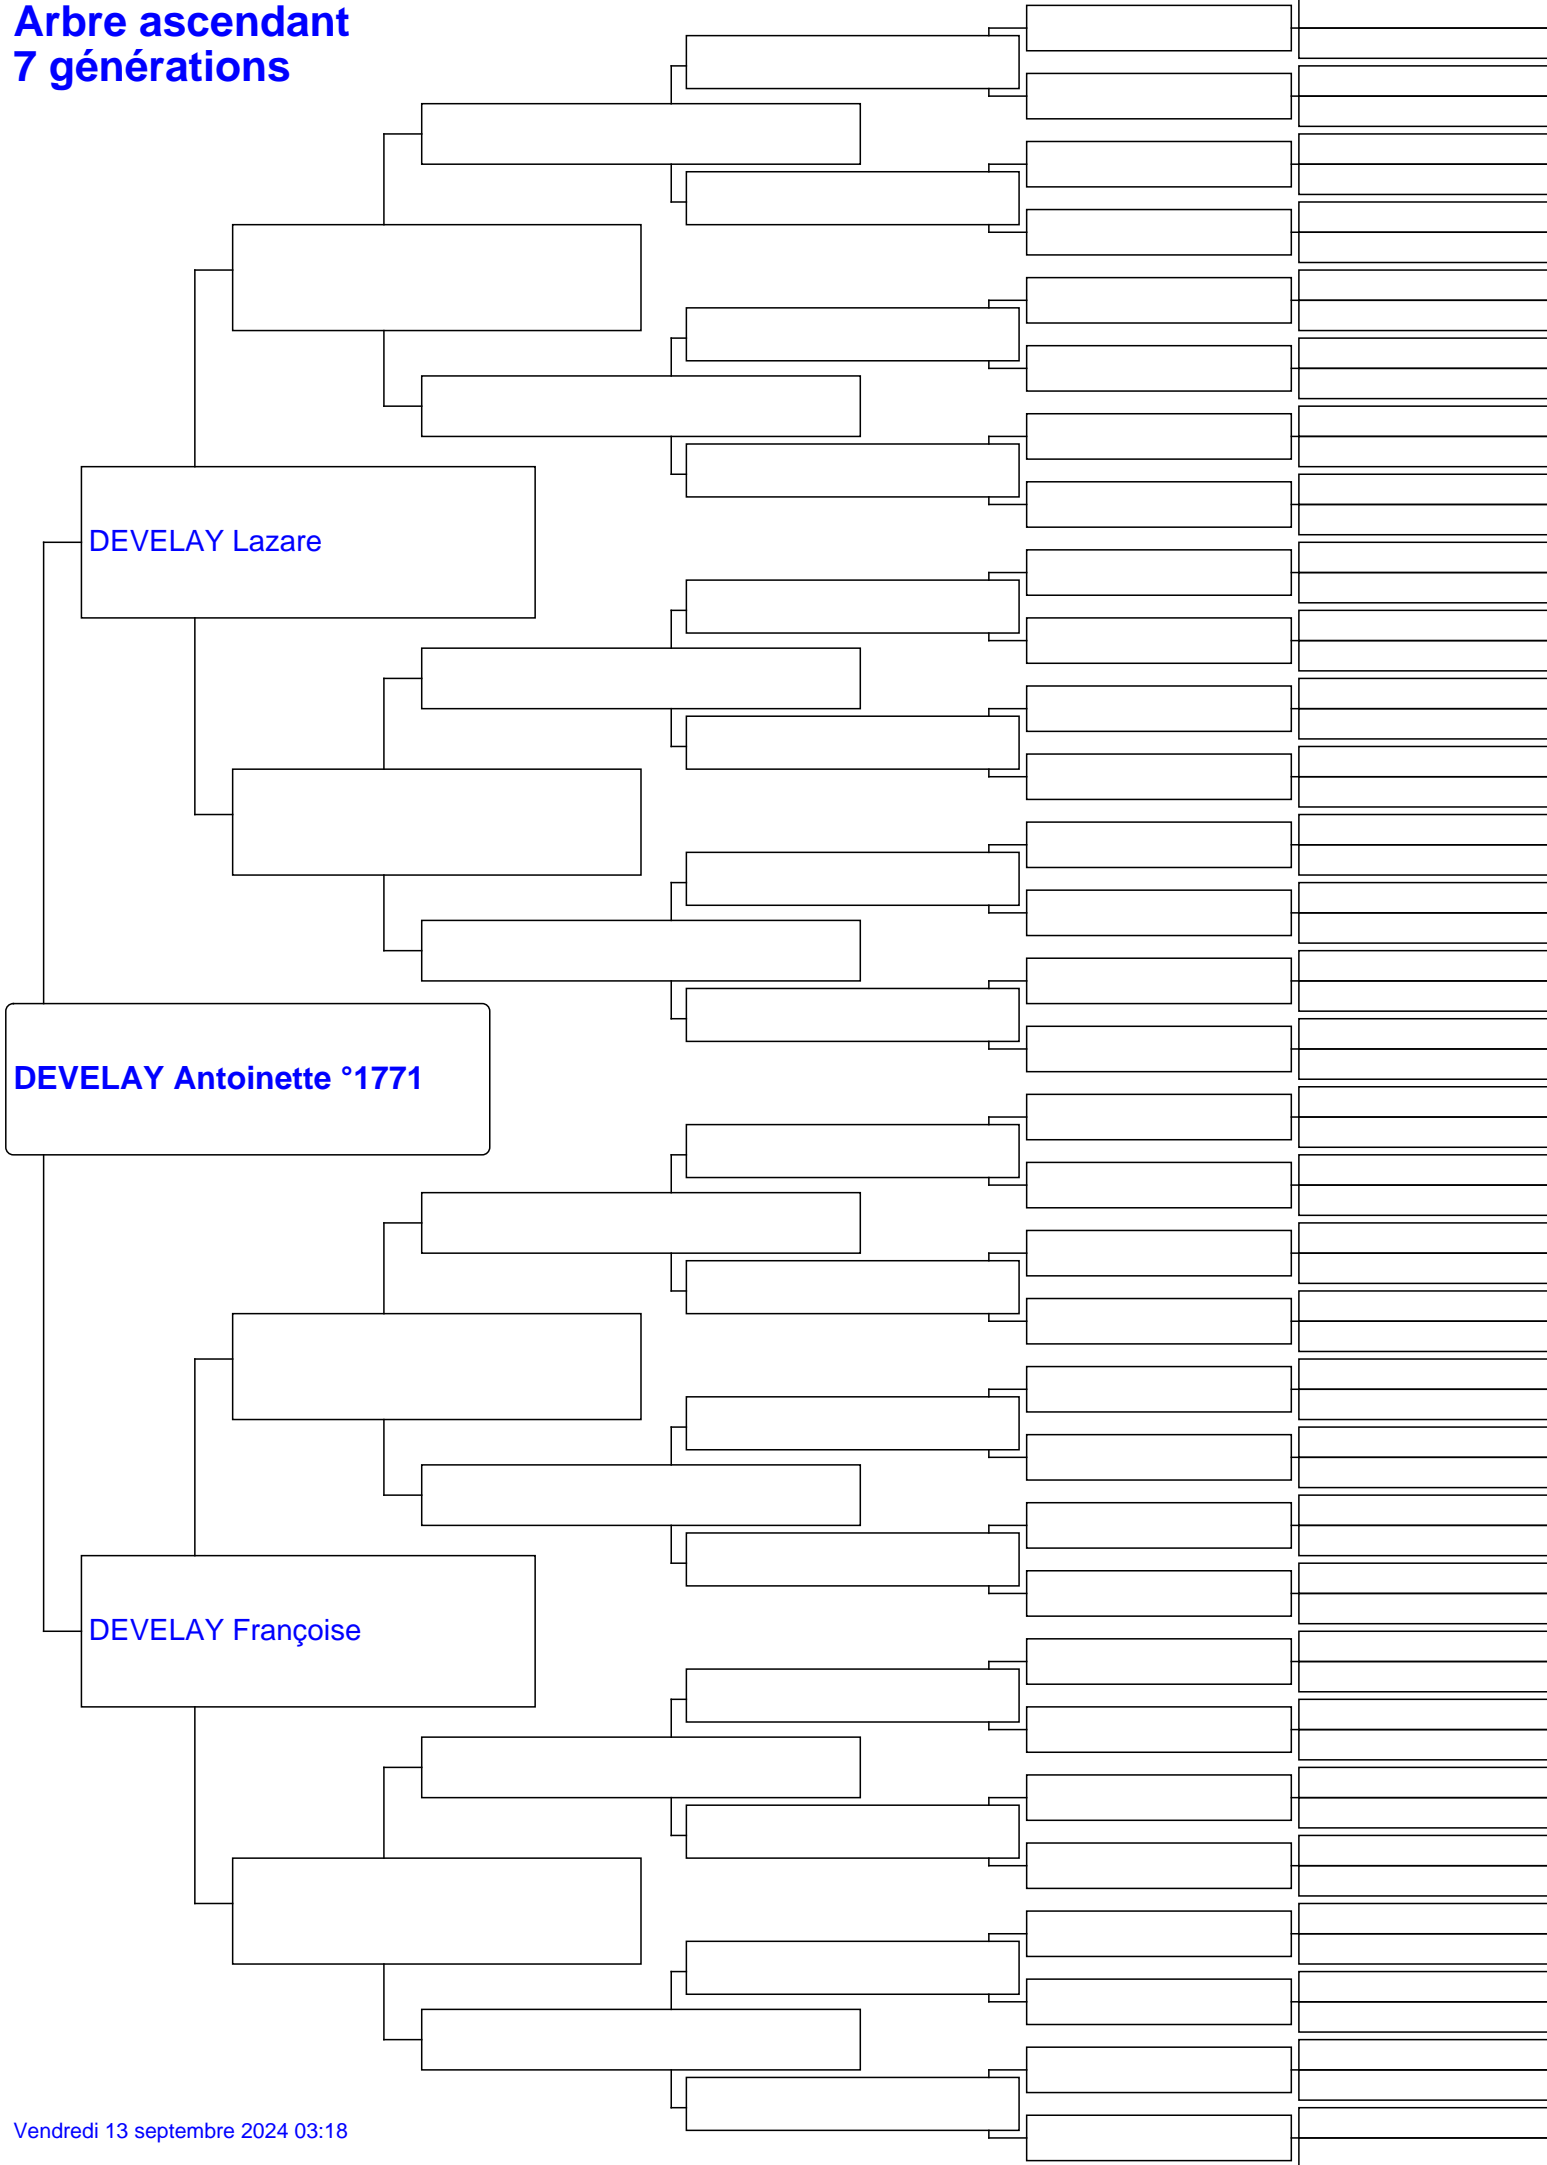 Arbre ascendant
7 générations
DEVELAY Lazare
DEVELAY Antoinette °1771
DEVELAY Françoise
Vendredi 13 septembre 2024 03:18